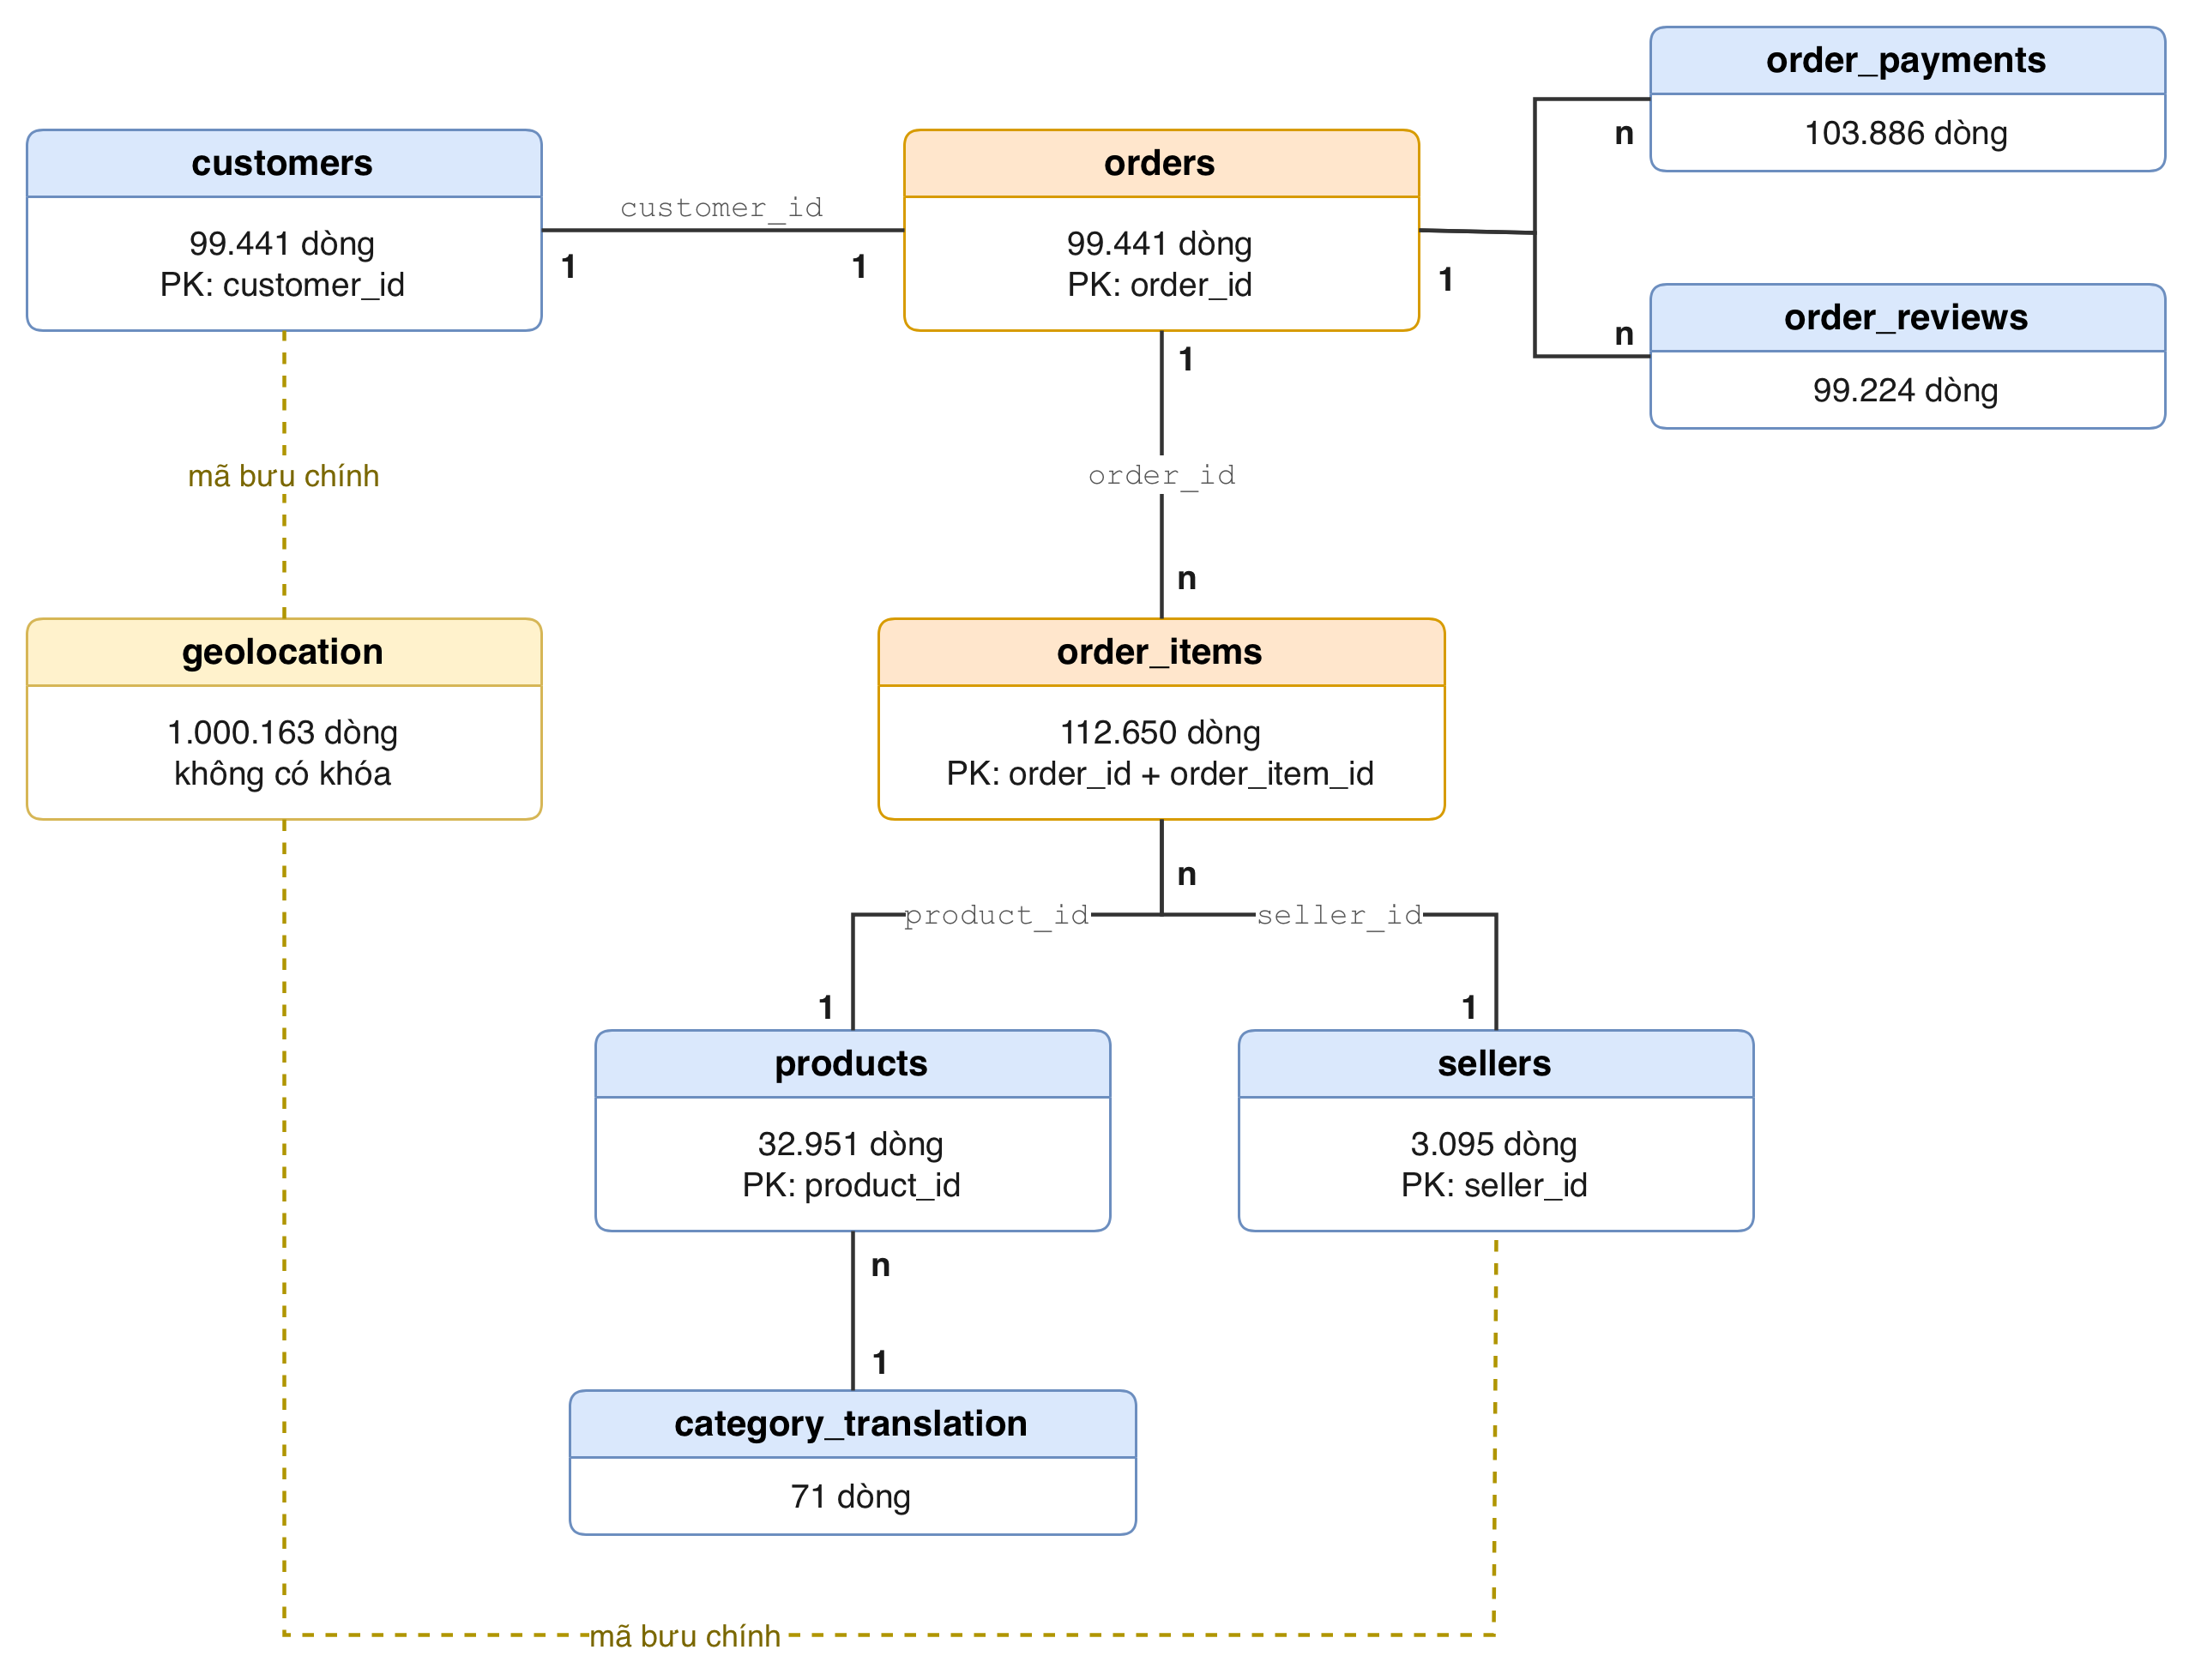 order_payments
103.886 dòng
n
customers
99.441 dòng
PK: customer_id
customer_id
1
1
orders
99.441 dòng
PK: order_id
1
n
order_reviews
99.224 dòng
1
mã bưu chính
order_id
n
geolocation
1.000.163 dòng
không có khóa
order_items
112.650 dòng
PK: order_id + order_item_id
n
product_id
seller_id
1
1
products
32.951 dòng
PK: product_id
sellers
3.095 dòng
PK: seller_id
n
1
category_translation
71 dòng
mã bưu chính